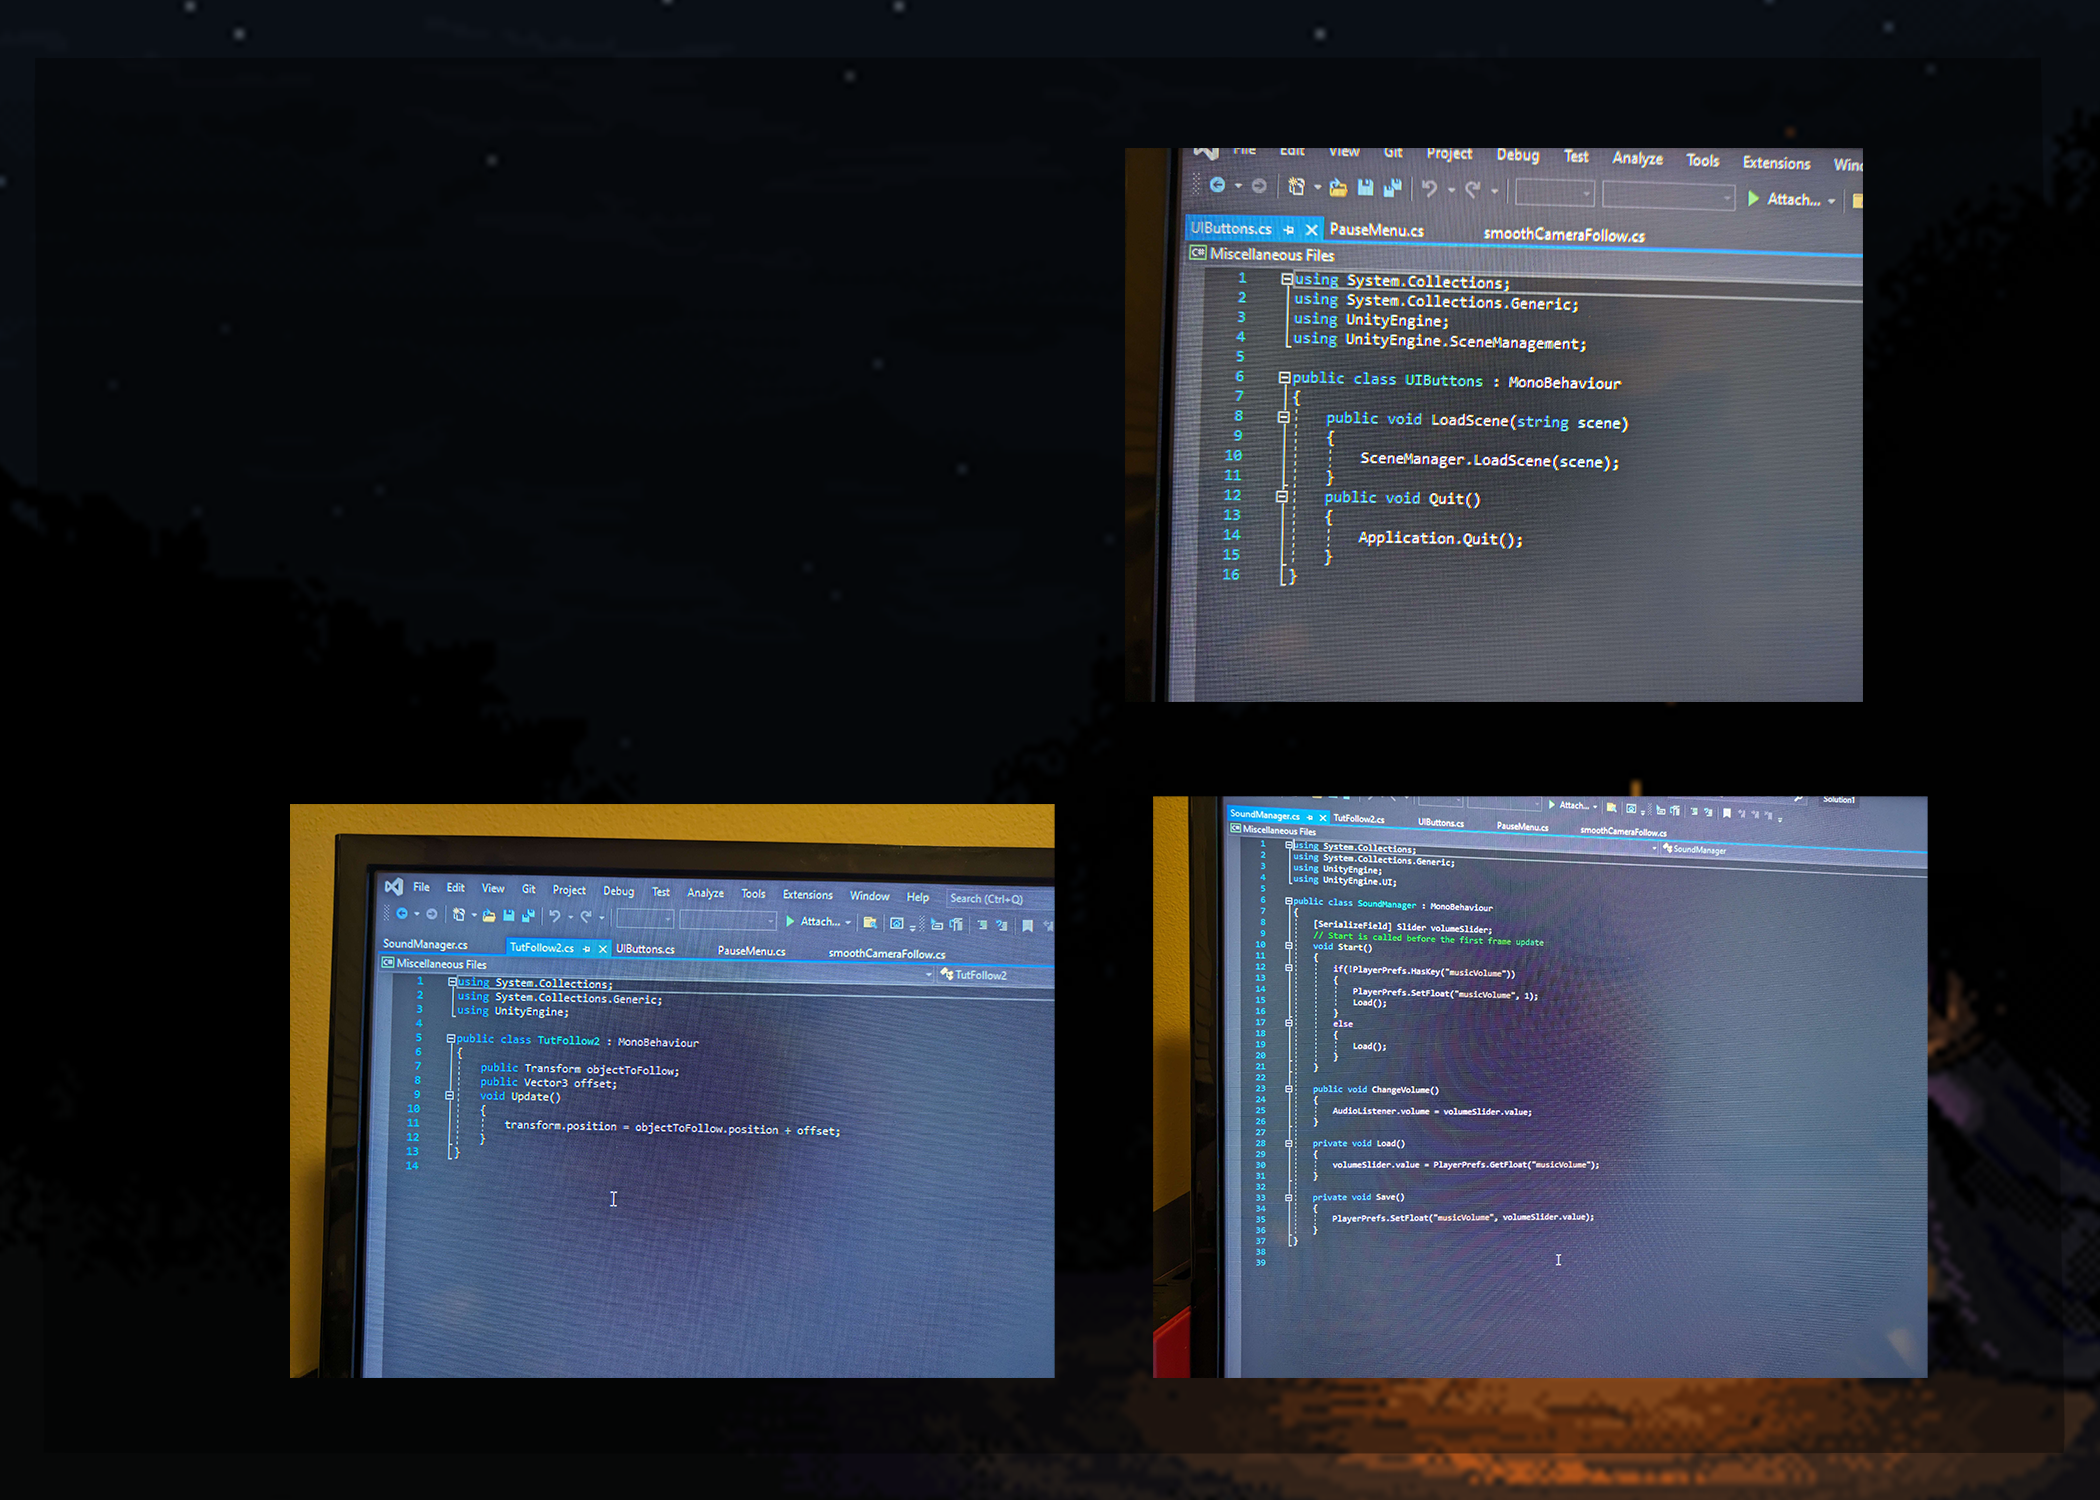 File Edit View Git Project Debug Test Analyze Tools Extensions Wind
Attach...
UIButtons.cs PauseMenu.cs smoothCameraFollow.cs
C# Miscellaneous Files
1 using System.Collections;
2 using System.Collections.Generic;
3 using UnityEngine;
4 using UnityEngine.SceneManagement;
5
6 public class UIButtons : MonoBehaviour
7 {
8 public void LoadScene(string scene)
9 {
10 SceneManager.LoadScene(scene);
11 }
12 public void Quit()
13 {
14 Application.Quit();
15 }
16 }
File Edit View Git Project Debug Test Analyze Tools Extensions Window Help Search (Ctrl+Q)
Attach...
SoundManager.cs TutFollow2.cs UIButtons.cs PauseMenu.cs smoothCameraFollow.cs
C# Miscellaneous Files TutFollow2
1 using System.Collections;
2 using System.Collections.Generic;
3 using UnityEngine;
4
5 public class TutFollow2 : MonoBehaviour
6 {
7 public Transform objectToFollow;
8 public Vector3 offset;
9 void Update()
10 {
11 transform.position = objectToFollow.position + offset;
12 }
13 }
14
Attach... Solution1
SoundManager.cs TutFollow2.cs UIButtons.cs PauseMenu.cs smoothCameraFollow.cs
C# Miscellaneous Files SoundManager
1 using System.Collections;
2 using System.Collections.Generic;
3 using UnityEngine;
4 using UnityEngine.UI;
5
6 public class SoundManager : MonoBehaviour
7 {
8 [SerializeField] Slider volumeSlider;
9 // Start is called before the first frame update
10 void Start()
11 {
12 if(!PlayerPrefs.HasKey("musicVolume"))
13 {
14 PlayerPrefs.SetFloat("musicVolume", 1);
15 Load();
16 }
17 else
18 {
19 Load();
20 }
21 }
22
23 public void ChangeVolume()
24 {
25 AudioListener.volume = volumeSlider.value;
26 }
27
28 private void Load()
29 {
30 volumeSlider.value = PlayerPrefs.GetFloat("musicVolume");
31 }
32
33 private void Save()
34 {
35 PlayerPrefs.SetFloat("musicVolume", volumeSlider.value);
36 }
37 }
38
39